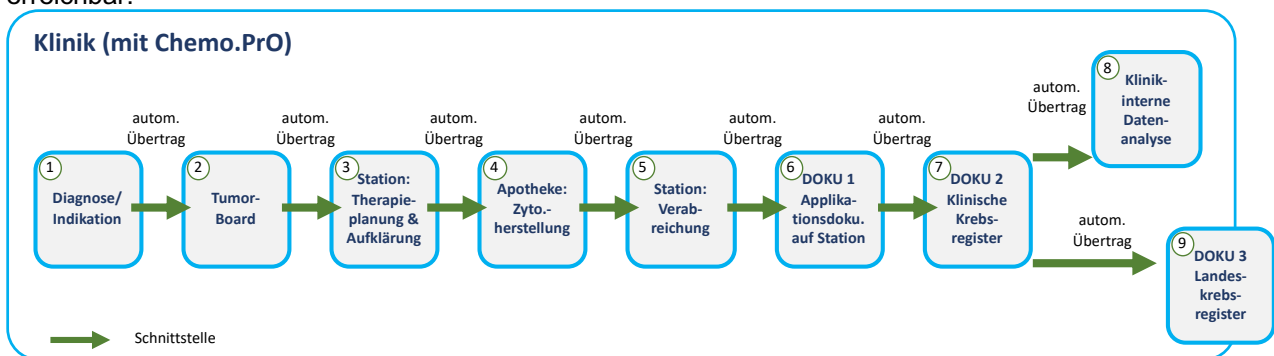 erreichbar.
Klinik (mit Chemo.PrO)
1
Diagnose/
Indikation
autom.
Übertrag
2
Tumor-
Board
autom.
Übertrag
3
Station:
Therapie-
planung &
Aufklärung
autom.
Übertrag
4
Apotheke:
Zyto.-
herstellung
autom.
Übertrag
5
Station:
Verab-
reichung
autom.
Übertrag
6
DOKU 1
Applika-
tionsdoku.
auf Station
autom.
Übertrag
7
DOKU 2
Klinische
Krebs-
register
autom.
Übertrag
8
Klinik-
interne
Daten-
analyse
autom.
Übertrag
9
DOKU 3
Landes-
krebs-
register
Schnittstelle